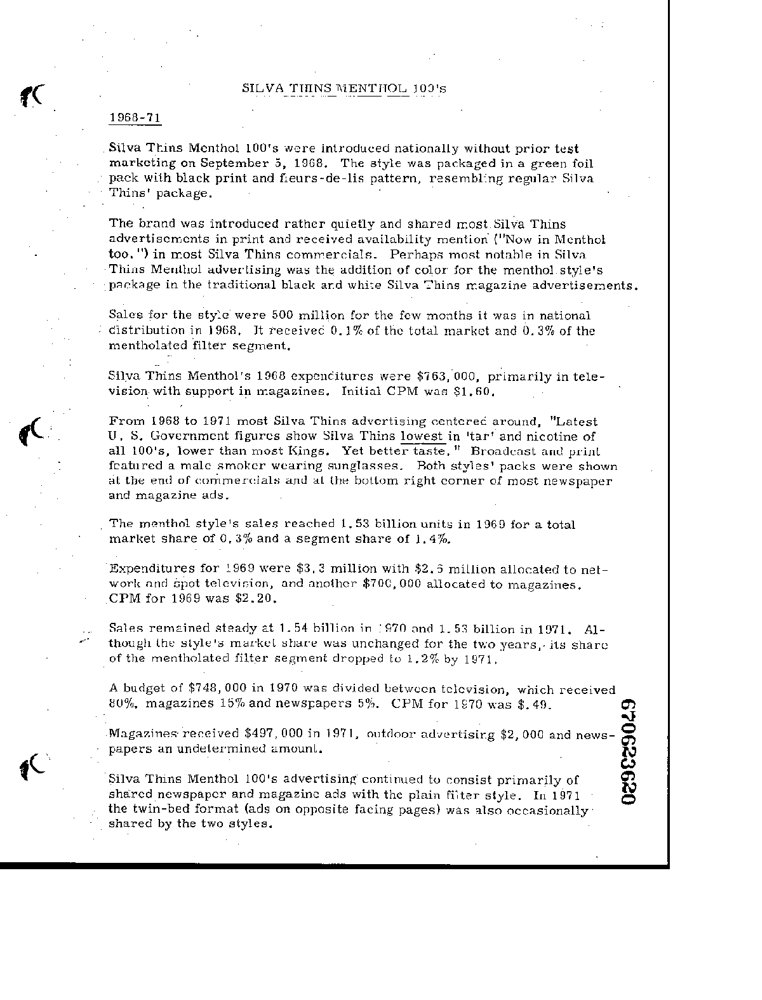 SILVA THINS MENTHOL 100's
1968-71
Silva Thins Menthol 100's were introduced nationally without prior test
marketing on September 5, 1968. The style was packaged in a green foil
pack with black print and fleurs-de-lis pattern, resembling regular Silva
Thins' package.
The brand was introduced rather quietly and shared most Silva Thins
advertisements in print and received availability mention ("Now in Menthol
too.") in most Silva Thins commercials. Perhaps most notable in Silva
Thins Menthol advertising was the addition of color for the menthol style's
package in the traditional black and white Silva Thins magazine advertisements.
Sales for the style were 500 million for the few months it was in national
distribution in 1968. It received 0.1% of the total market and 0.3% of the
mentholated filter segment.
Silva Thins Menthol's 1968 expenditures were $763,000, primarily in tele-
vision with support in magazines. Initial CPM was $1.60.
From 1968 to 1971 most Silva Thins advertising centered around, "Latest
U. S. Government figures show Silva Thins lowest in 'tar' and nicotine of
all 100's, lower than most Kings. Yet better taste." Broadcast and print
featured a male smoker wearing sunglasses. Both styles' packs were shown
at the end of commercials and at the bottom right corner of most newspaper
and magazine ads.
The menthol style's sales reached 1.53 billion units in 1969 for a total
market share of 0.3% and a segment share of 1.4%.
Expenditures for 1969 were $3.3 million with $2.5 million allocated to net-
work and spot television, and another $700,000 allocated to magazines.
CPM for 1969 was $2.20.
Sales remained steady at 1.54 billion in 1970 and 1.53 billion in 1971. Al-
though the style's market share was unchanged for the two years, its share
of the mentholated filter segment dropped to 1.2% by 1971.
A budget of $748,000 in 1970 was divided between television, which received
80%, magazines 15% and newspapers 5%. CPM for 1970 was $.49.
Magazines received $497,000 in 1971, outdoor advertising $2,000 and news-
papers an undetermined amount.
Silva Thins Menthol 100's advertising continued to consist primarily of
shared newspaper and magazine ads with the plain filter style. In 1971
the twin-bed format (ads on opposite facing pages) was also occasionally
shared by the two styles.
670623620